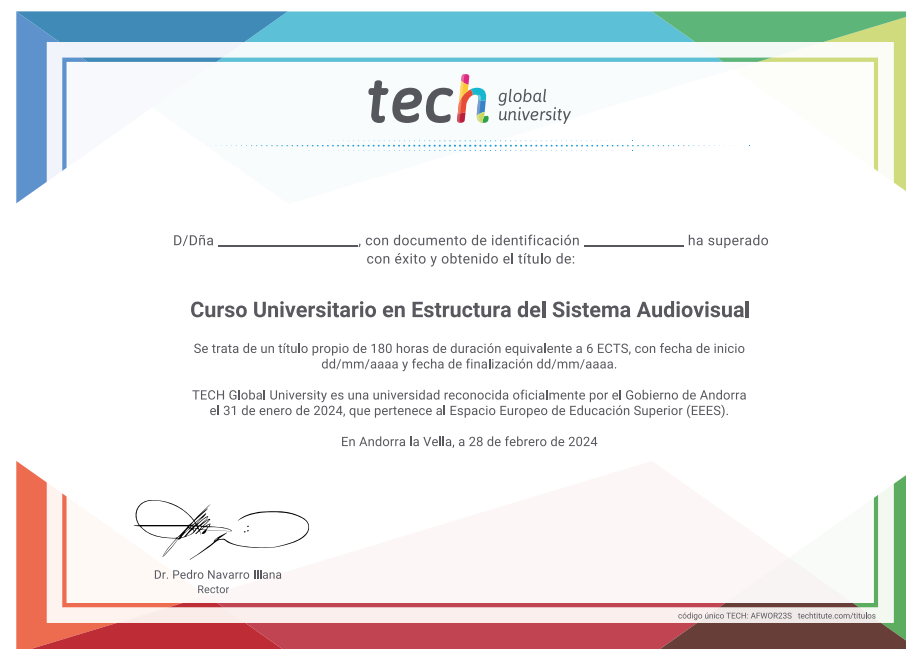 tech global university
D/Dña ____________, con documento de identificación ____________ ha superado
con éxito y obtenido el título de:
Curso Universitario en Estructura del Sistema Audiovisual
Se trata de un título propio de 180 horas de duración equivalente a 6 ECTS, con fecha de inicio
dd/mm/aaaa y fecha de finalización dd/mm/aaaa.
TECH Global University es una universidad reconocida oficialmente por el Gobierno de Andorra
el 31 de enero de 2024, que pertenece al Espacio Europeo de Educación Superior (EEES).
En Andorra la Vella, a 28 de febrero de 2024
Dr. Pedro Navarro Illana
Rector
código único TECH: AFWOR23S techtitute.com/titulos